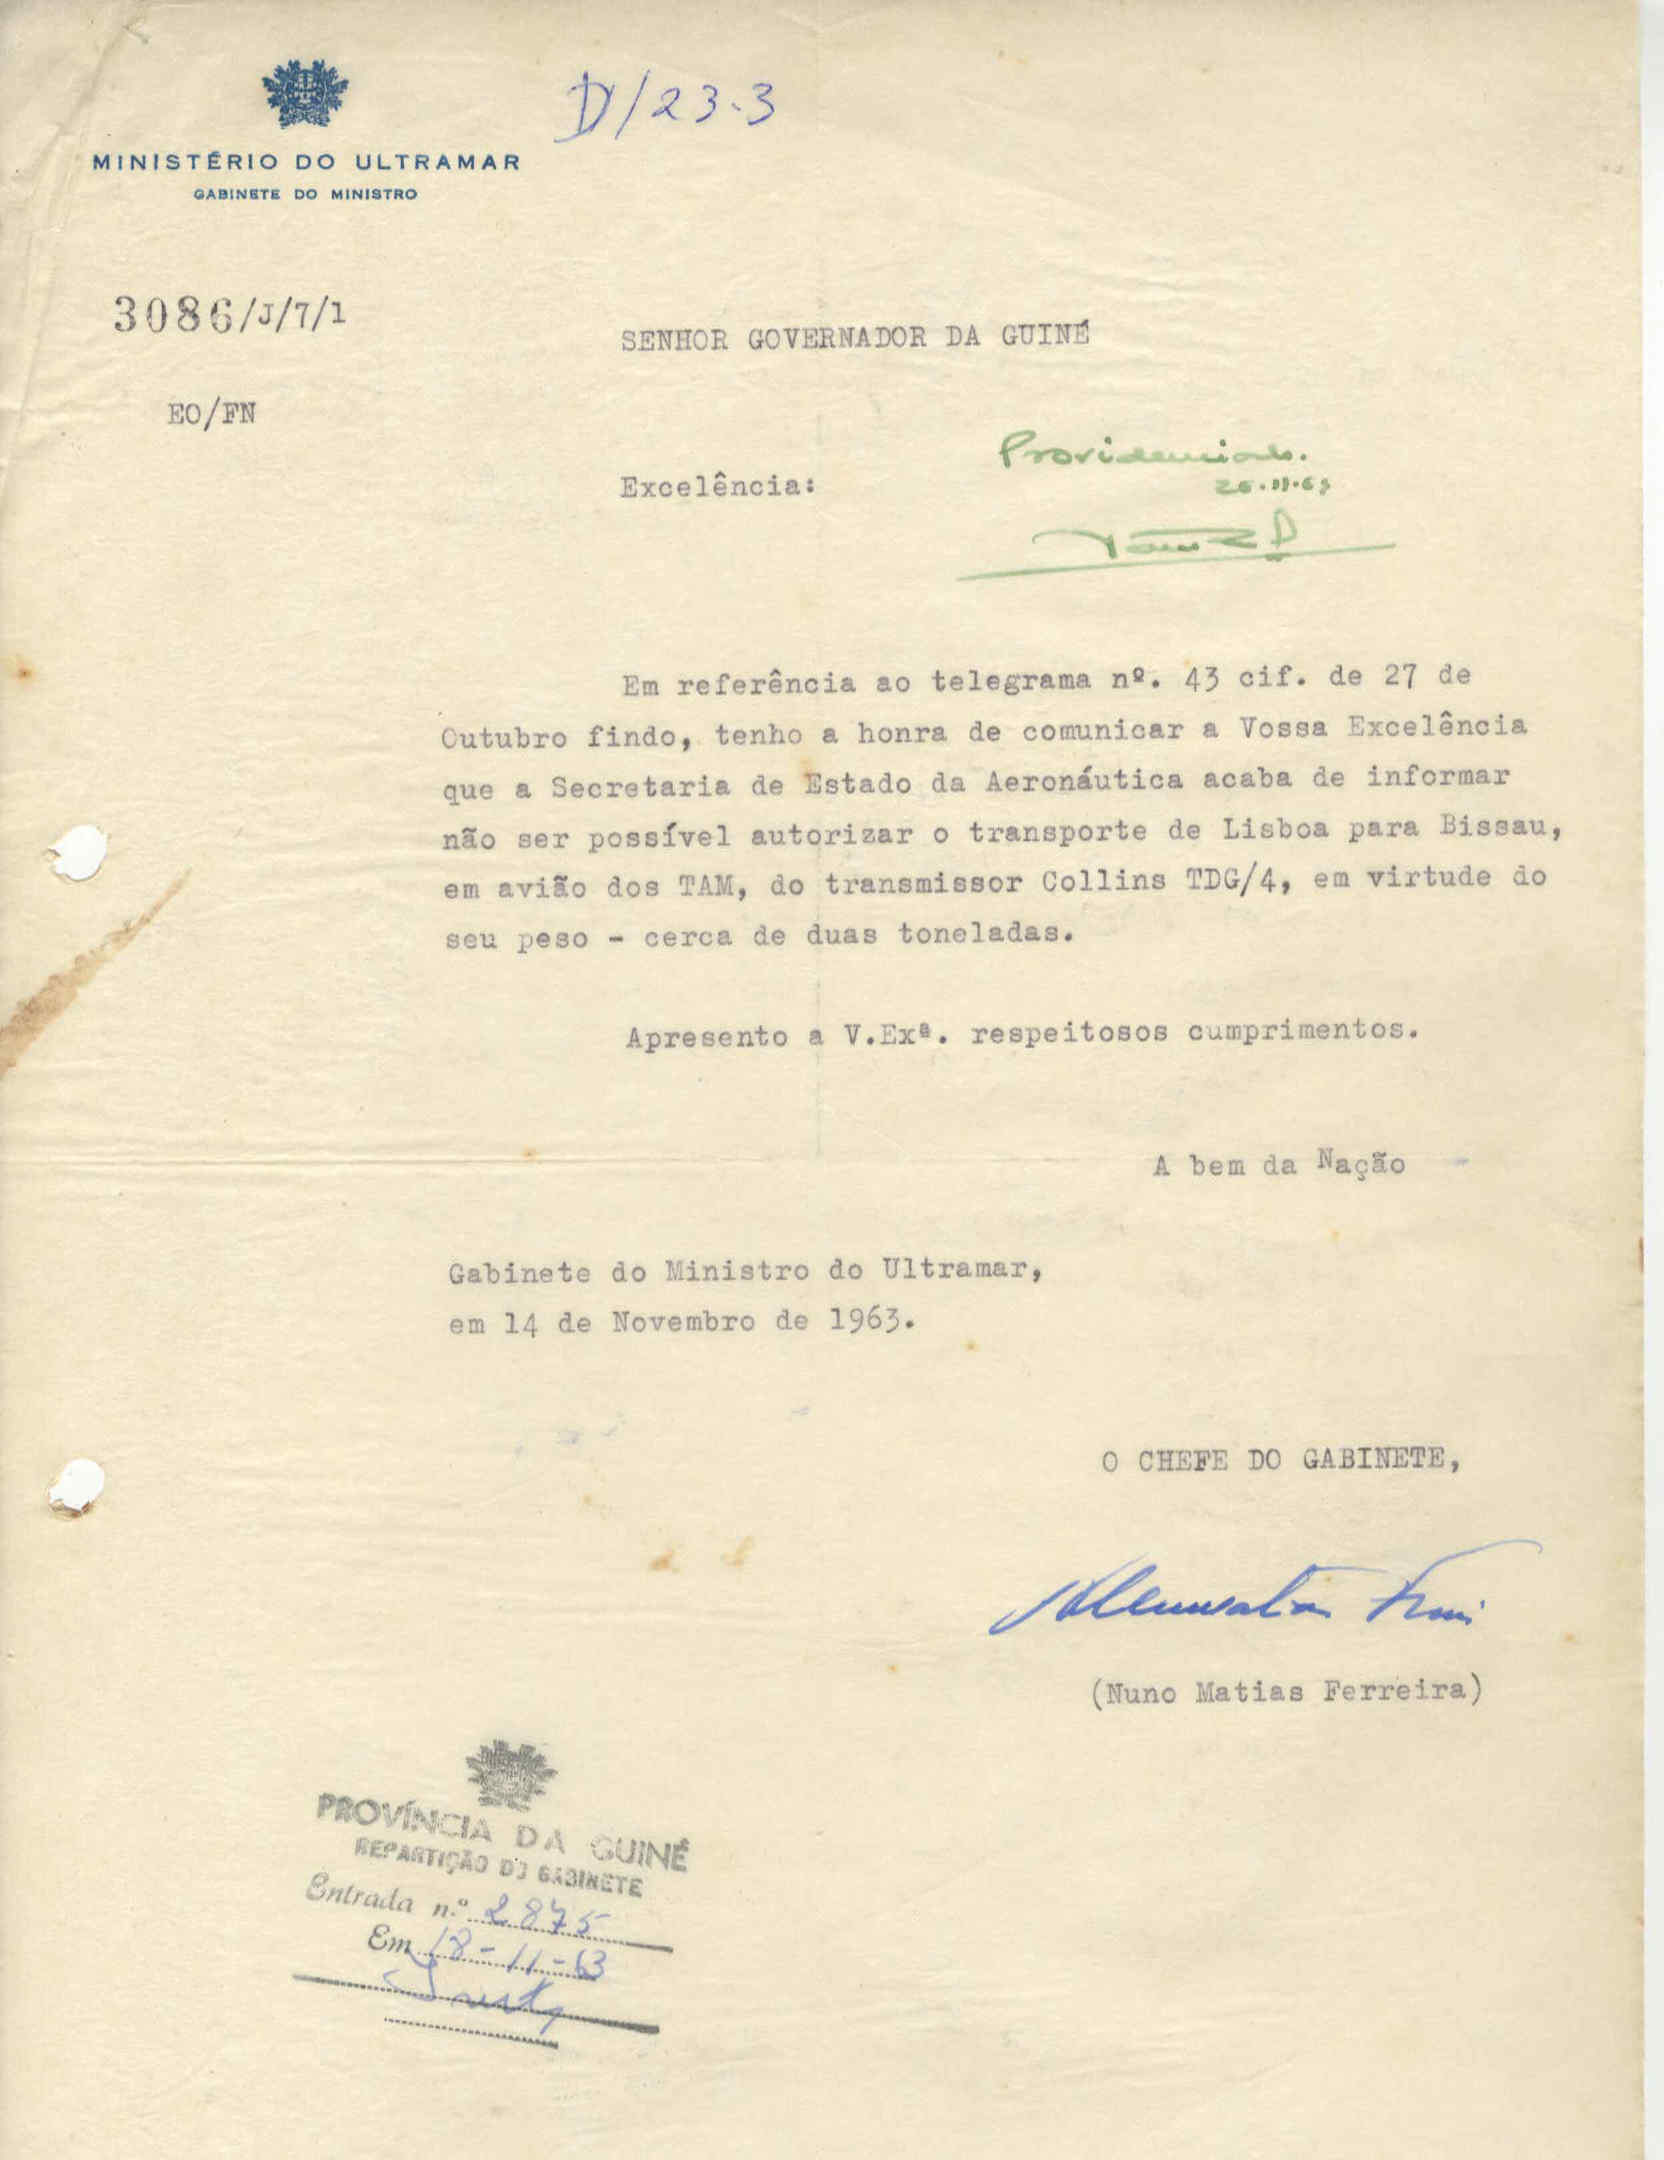 D/23-3
MINISTÉRIO DO ULTRAMAR
GABINETE DO MINISTRO
3086/J/7/1
SENHOR GOVERNADOR DA GUINÉ
EO/FN
Providenciado.
Excelência:
Em referência ao telegrama nº. 43 cif. de 27 de
Outubro findo, tenho a honra de comunicar a Vossa Excelência
que a Secretaria de Estado da Aeronáutica acaba de informar
não ser possível autorizar o transporte de Lisboa para Bissau,
em avião dos TAM, do transmissor Collins TDG/4, em virtude do
seu peso - cerca de duas toneladas.
Apresento a V.Exª. respeitosos cumprimentos.
A bem da Nação
Gabinete do Ministro do Ultramar,
em 14 de Novembro de 1963.
O CHEFE DO GABINETE,
(Nuno Matias Ferreira)
PROVÍNCIA DA GUINÉ
REPARTIÇÃO DO GABINETE
Entrada n.º 2875
Em 18-11-63